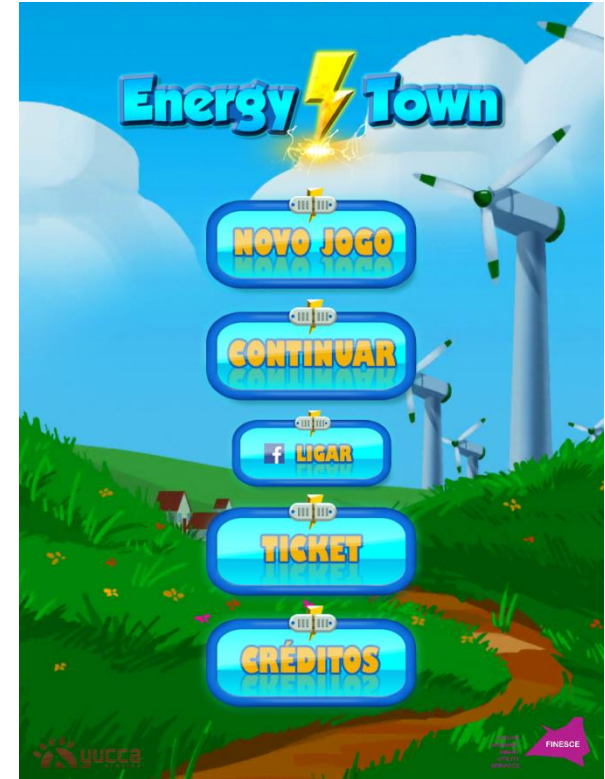 Energy Town
NOVO JOGO
CONTINUAR
f LIGAR
TICKET
CRÉDITOS
yucca
FINESCE